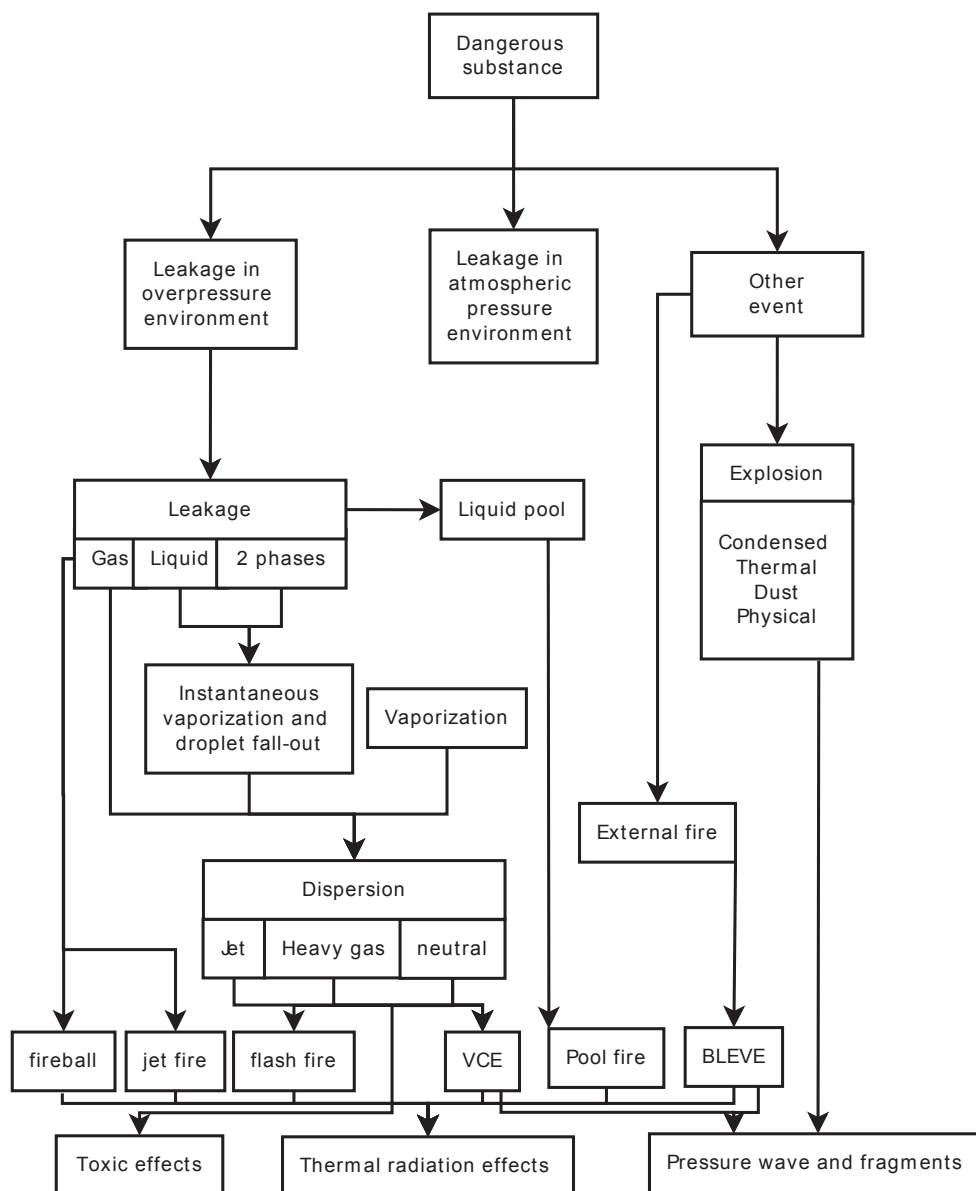 Dangerous
substance
Leakage in
overpressure
environment
Leakage in
atmospheric
pressure
environment
Other
event
Explosion
Condensed
Thermal
Dust
Physical
Leakage
Gas Liquid 2 phases
Liquid pool
Instantaneous
vaporization and
droplet fall-out
Vaporization
External fire
Dispersion
Jet Heavy gas neutral
fireball
jet fire
flash fire
VCE
Pool fire
BLEVE
Toxic effects
Thermal radiation effects
Pressure wave and fragments